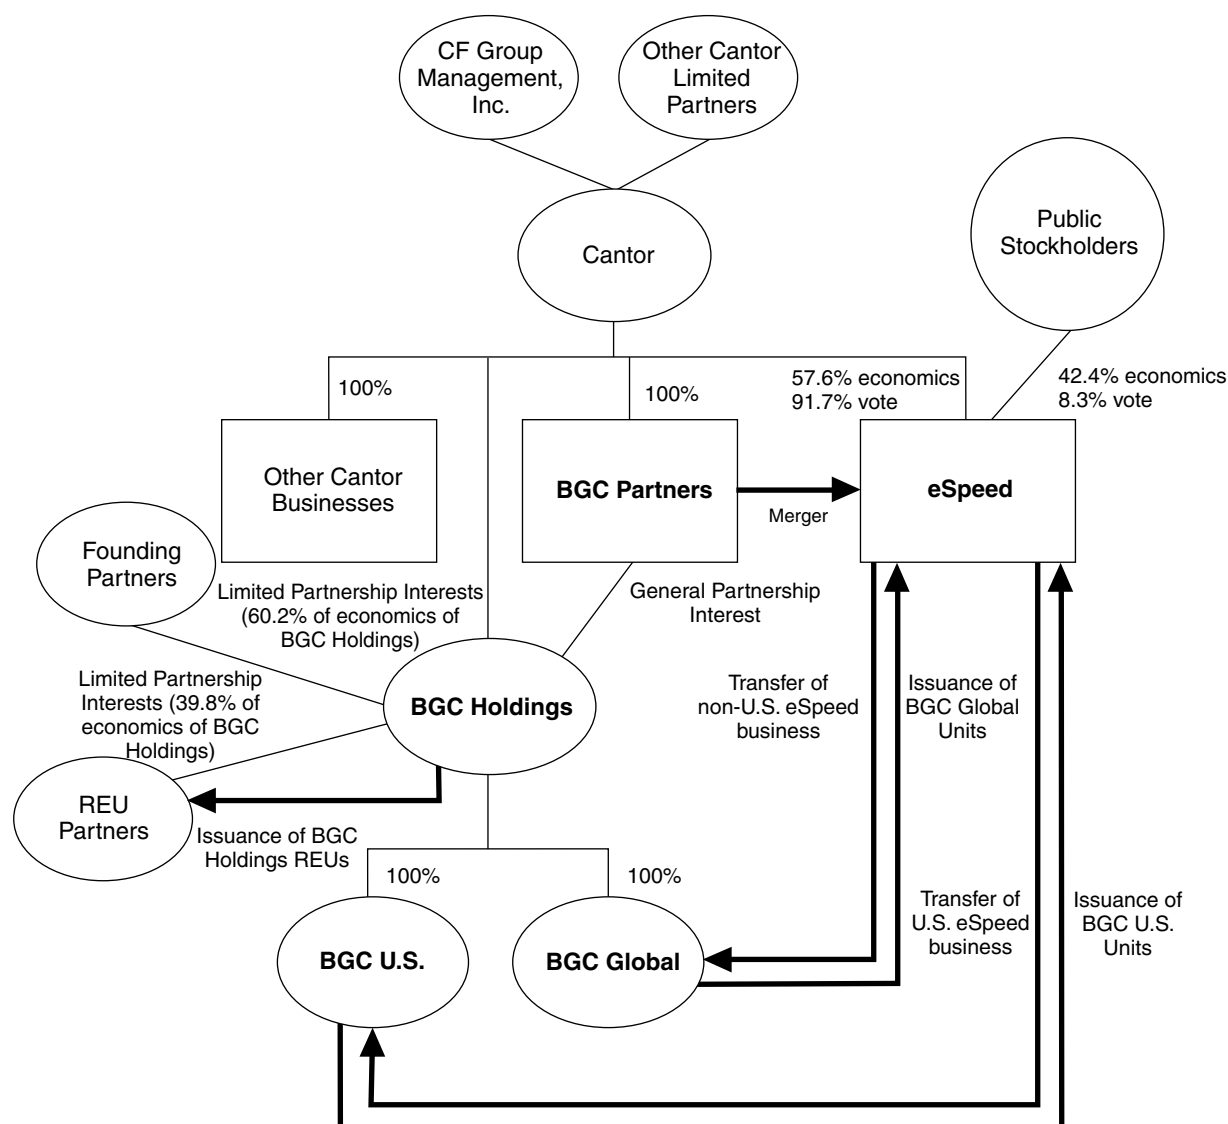 CF Group
Management,
Inc.
Other Cantor
Limited
Partners
Public
Stockholders
Cantor
100%
100%
57.6% economics
91.7% vote
42.4% economics
8.3% vote
Other Cantor
Businesses
BGC Partners
Merger
eSpeed
Founding
Partners
Limited Partnership Interests
(60.2% of economics of
BGC Holdings)
General Partnership
Interest
Limited Partnership
Interests (39.8% of
economics of BGC
Holdings)
BGC Holdings
Transfer of
non-U.S. eSpeed
business
Issuance of
BGC Global
Units
REU
Partners
Issuance of BGC
Holdings REUs
100%
100%
BGC U.S.
BGC Global
Transfer of
U.S. eSpeed
business
Issuance of
BGC U.S.
Units